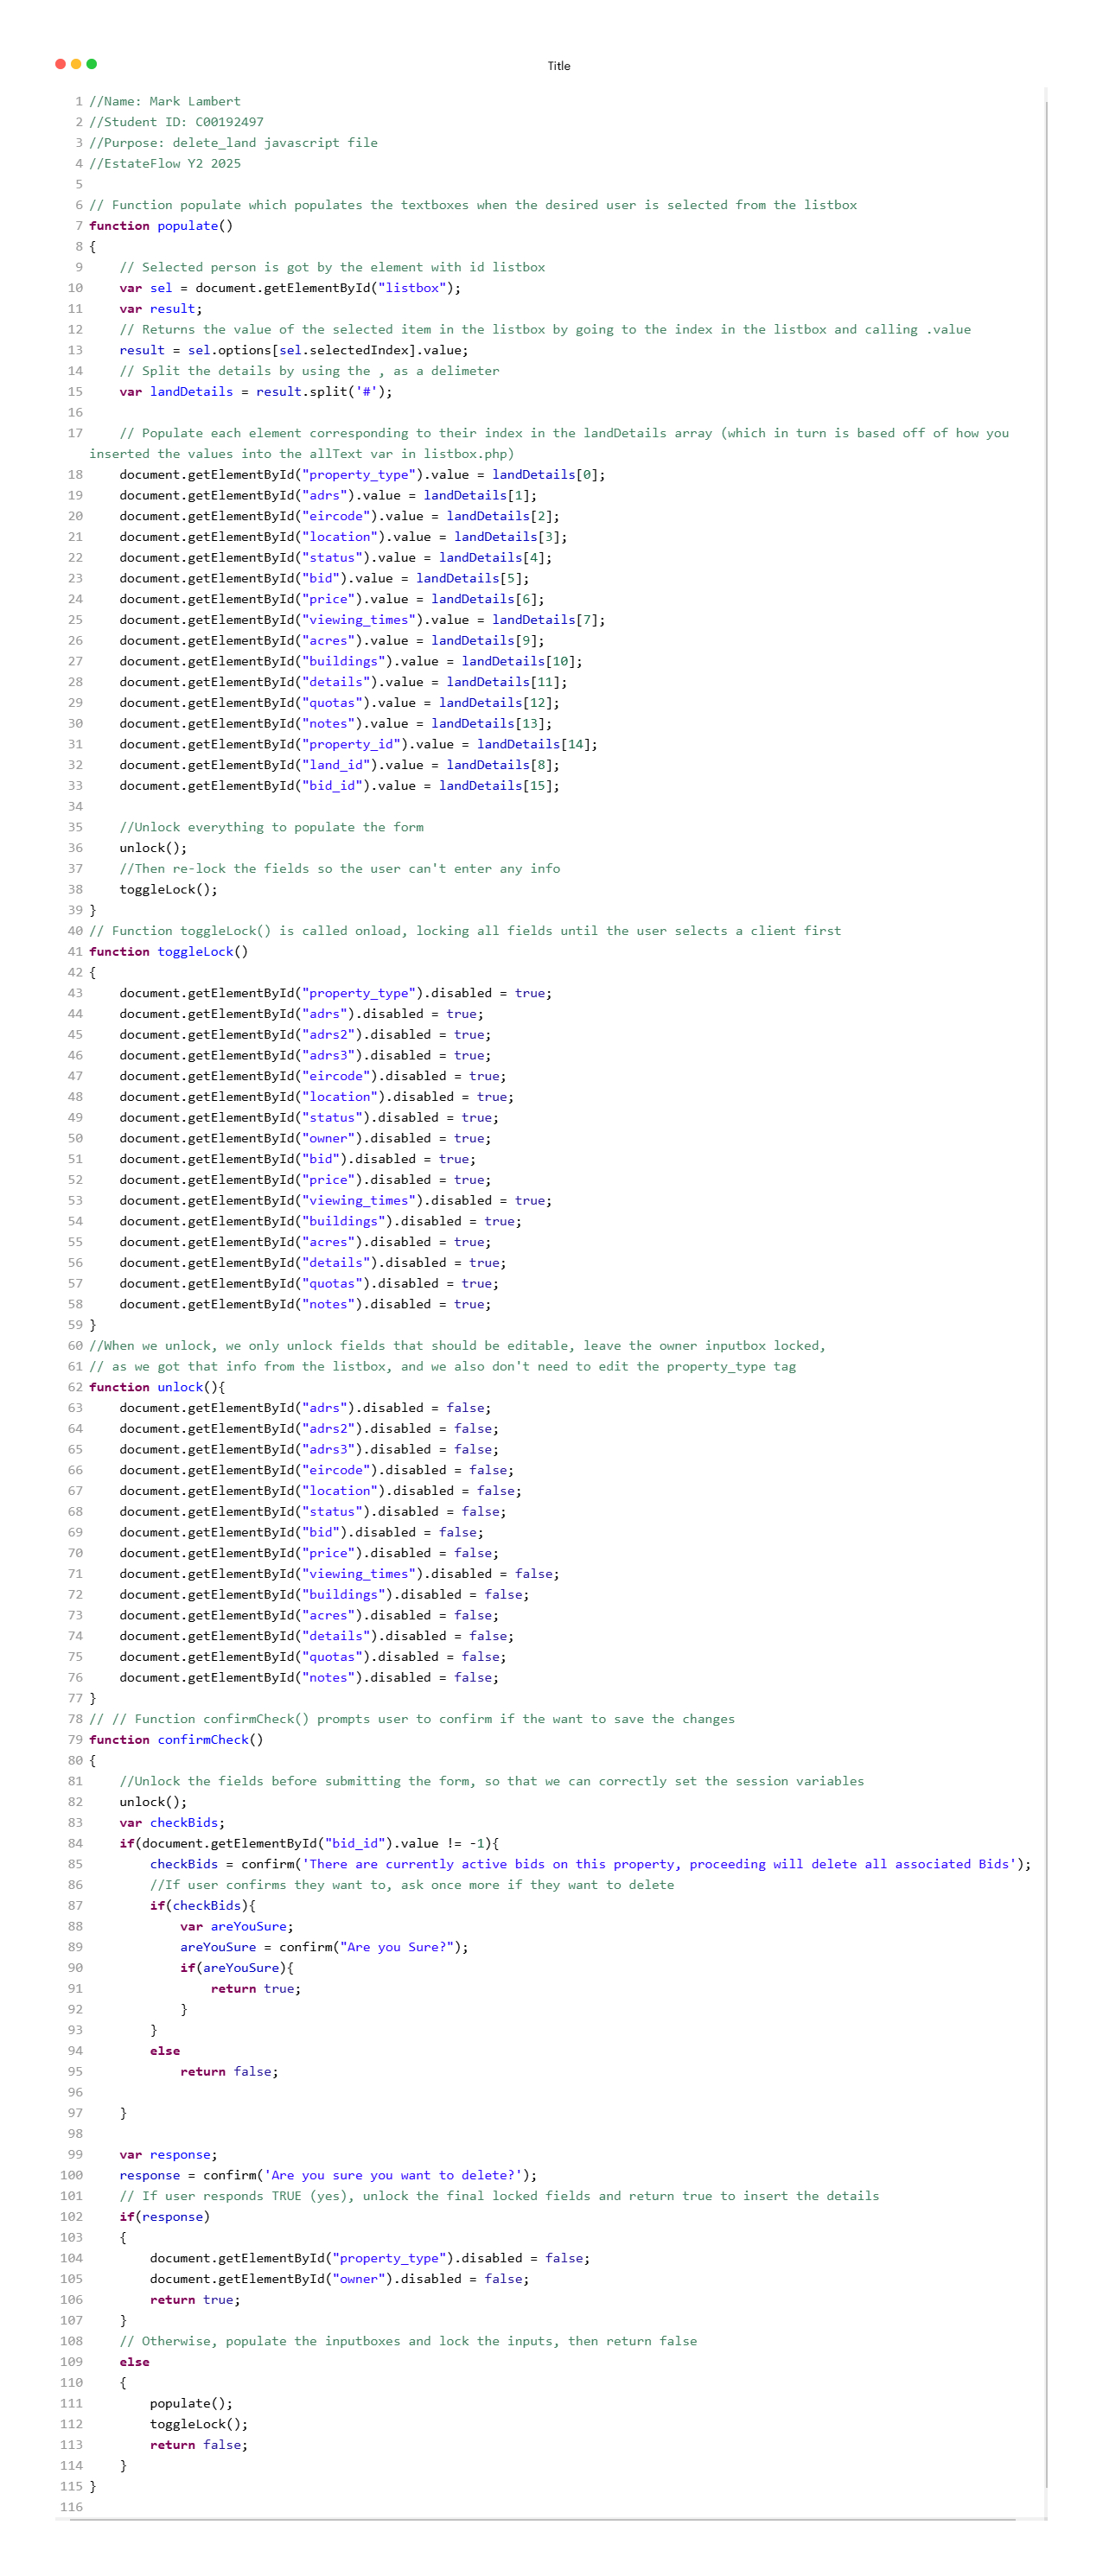 Title
1 //Name: Mark Lambert
2 //Student ID: C00192497
3 //Purpose: delete_land javascript file
4 //EstateFlow Y2 2025
5
6 // Function populate which populates the textboxes when the desired user is selected from the listbox
7 function populate()
8 {
9     // Selected person is got by the element with id listbox
10     var sel = document.getElementById("listbox");
11     var result;
12     // Returns the value of the selected item in the listbox by going to the index in the listbox and calling .value
13     result = sel.options[sel.selectedIndex].value;
14     // Split the details by using the , as a delimeter
15     var landDetails = result.split('#');
16
17     // Populate each element corresponding to their index in the landDetails array (which in turn is based off of how you
inserted the values into the allText var in listbox.php)
18     document.getElementById("property_type").value = landDetails[0];
19     document.getElementById("adrs").value = landDetails[1];
20     document.getElementById("eircode").value = landDetails[2];
21     document.getElementById("location").value = landDetails[3];
22     document.getElementById("status").value = landDetails[4];
23     document.getElementById("bid").value = landDetails[5];
24     document.getElementById("price").value = landDetails[6];
25     document.getElementById("viewing_times").value = landDetails[7];
26     document.getElementById("acres").value = landDetails[9];
27     document.getElementById("buildings").value = landDetails[10];
28     document.getElementById("details").value = landDetails[11];
29     document.getElementById("quotas").value = landDetails[12];
30     document.getElementById("notes").value = landDetails[13];
31     document.getElementById("property_id").value = landDetails[14];
32     document.getElementById("land_id").value = landDetails[8];
33     document.getElementById("bid_id").value = landDetails[15];
34
35     //Unlock everything to populate the form
36     unlock();
37     //Then re-lock the fields so the user can't enter any info
38     toggleLock();
39 }
40 // Function toggleLock() is called onload, locking all fields until the user selects a client first
41 function toggleLock()
42 {
43     document.getElementById("property_type").disabled = true;
44     document.getElementById("adrs").disabled = true;
45     document.getElementById("adrs2").disabled = true;
46     document.getElementById("adrs3").disabled = true;
47     document.getElementById("eircode").disabled = true;
48     document.getElementById("location").disabled = true;
49     document.getElementById("status").disabled = true;
50     document.getElementById("owner").disabled = true;
51     document.getElementById("bid").disabled = true;
52     document.getElementById("price").disabled = true;
53     document.getElementById("viewing_times").disabled = true;
54     document.getElementById("buildings").disabled = true;
55     document.getElementById("acres").disabled = true;
56     document.getElementById("details").disabled = true;
57     document.getElementById("quotas").disabled = true;
58     document.getElementById("notes").disabled = true;
59 }
60 //When we unlock, we only unlock fields that should be editable, leave the owner inputbox locked,
61 // as we got that info from the listbox, and we also don't need to edit the property_type tag
62 function unlock(){
63     document.getElementById("adrs").disabled = false;
64     document.getElementById("adrs2").disabled = false;
65     document.getElementById("adrs3").disabled = false;
66     document.getElementById("eircode").disabled = false;
67     document.getElementById("location").disabled = false;
68     document.getElementById("status").disabled = false;
69     document.getElementById("bid").disabled = false;
70     document.getElementById("price").disabled = false;
71     document.getElementById("viewing_times").disabled = false;
72     document.getElementById("buildings").disabled = false;
73     document.getElementById("acres").disabled = false;
74     document.getElementById("details").disabled = false;
75     document.getElementById("quotas").disabled = false;
76     document.getElementById("notes").disabled = false;
77 }
78 // // Function confirmCheck() prompts user to confirm if the want to save the changes
79 function confirmCheck()
80 {
81     //Unlock the fields before submitting the form, so that we can correctly set the session variables
82     unlock();
83     var checkBids;
84     if(document.getElementById("bid_id").value != -1){
85         checkBids = confirm('There are currently active bids on this property, proceeding will delete all associated Bids');
86         //If user confirms they want to, ask once more if they want to delete
87         if(checkBids){
88             var areYouSure;
89             areYouSure = confirm("Are you Sure?");
90             if(areYouSure){
91                 return true;
92             }
93         }
94         else
95             return false;
96
97     }
98
99     var response;
100     response = confirm('Are you sure you want to delete?');
101     // If user responds TRUE (yes), unlock the final locked fields and return true to insert the details
102     if(response)
103     {
104         document.getElementById("property_type").disabled = false;
105         document.getElementById("owner").disabled = false;
106         return true;
107     }
108     // Otherwise, populate the inputboxes and lock the inputs, then return false
109     else
110     {
111         populate();
112         toggleLock();
113         return false;
114     }
115 }
116